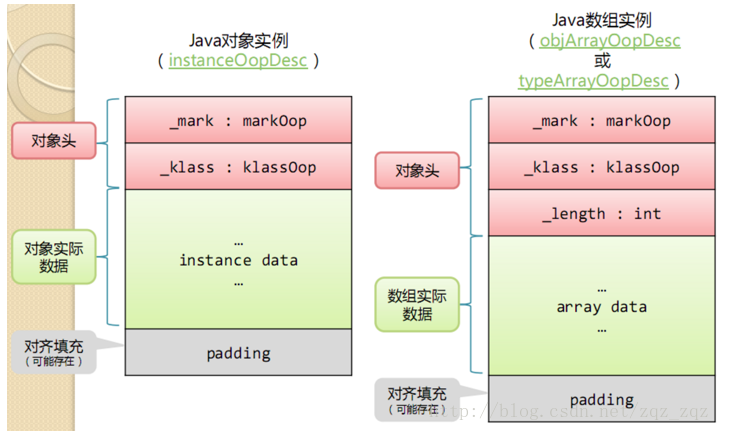 Java对象实例
( instanceOopDesc )
对象头
_mark : markOop
_klass : klassOop
对象实际
数据
…
instance data
…
对齐填充
(可能存在)
padding
Java数组实例
( objArrayOopDesc
或
typeArrayOopDesc )
对象头
_mark : markOop
_klass : klassOop
_length : int
数组实际
数据
…
array data
…
对齐填充
(可能存在)
padding
http://blog.csdn.net/zqz_zqz